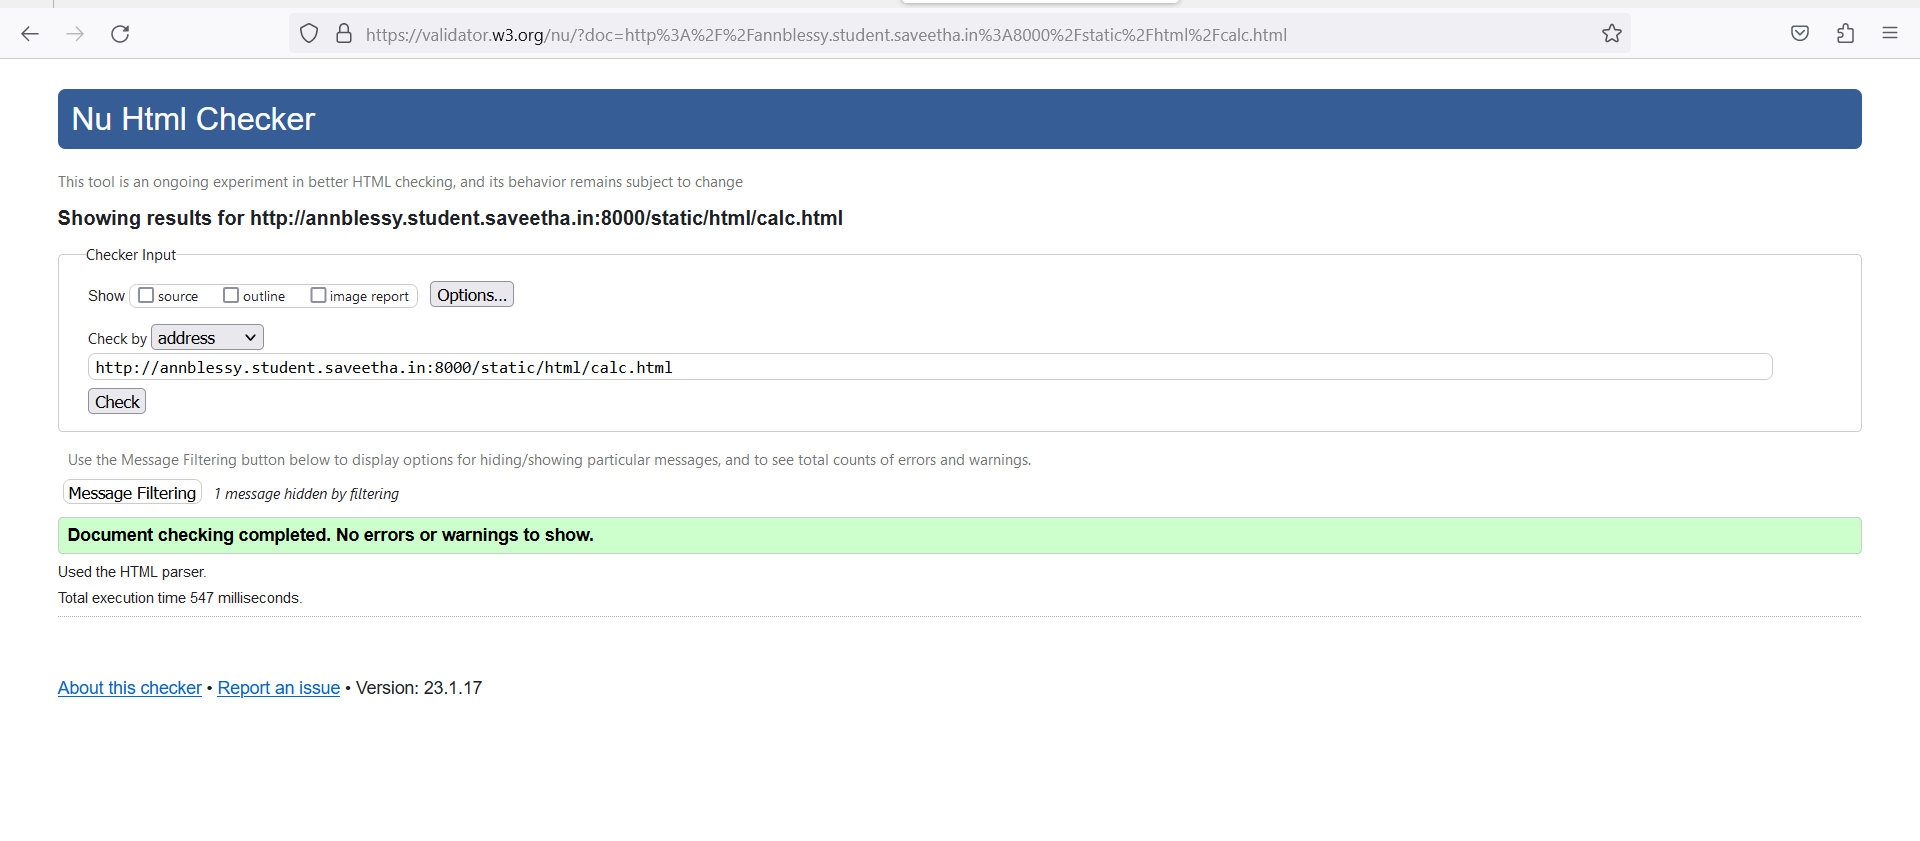 https://validator.w3.org/nu/?doc=http%3A%2F%2Fannblessy.student.saveetha.in%3A8000%2Fstatic%2Fhtml%2Fcalc.html
Nu Html Checker
This tool is an ongoing experiment in better HTML checking, and its behavior remains subject to change
Showing results for http://annblessy.student.saveetha.in:8000/static/html/calc.html
Checker Input
Show source outline image report Options...
Check by address
http://annblessy.student.saveetha.in:8000/static/html/calc.html
Check
Use the Message Filtering button below to display options for hiding/showing particular messages, and to see total counts of errors and warnings.
Message Filtering 1 message hidden by filtering
Document checking completed. No errors or warnings to show.
Used the HTML parser.
Total execution time 547 milliseconds.
About this checker • Report an issue • Version: 23.1.17